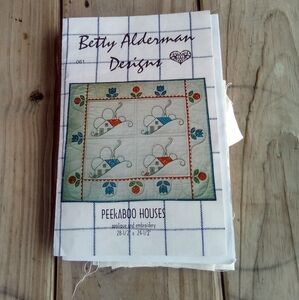 Betty Alderman
061
Designs
PEEkABOO HOUSES
applique and embroidery
28-1/2" x 24-1/2"